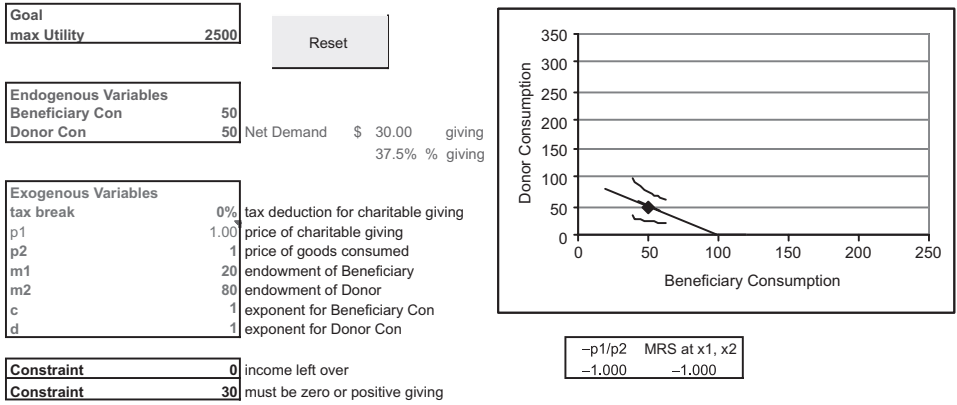 Goal
max Utility 2500
Reset
Endogenous Variables
Beneficiary Con 50
Donor Con 50 Net Demand $ 30.00 giving
37.5% % giving
Exogenous Variables
tax break 0% tax deduction for charitable giving
p1 1.00 price of charitable giving
p2 1 price of goods consumed
m1 20 endowment of Beneficiary
m2 80 endowment of Donor
c 1 exponent for Beneficiary Con
d 1 exponent for Donor Con
Constraint 0 income left over
Constraint 30 must be zero or positive giving
Donor Consumption
350
300
250
200
150
100
50
0
0 50 100 150 200 250
Beneficiary Consumption
–p1/p2 MRS at x1, x2
–1.000 –1.000